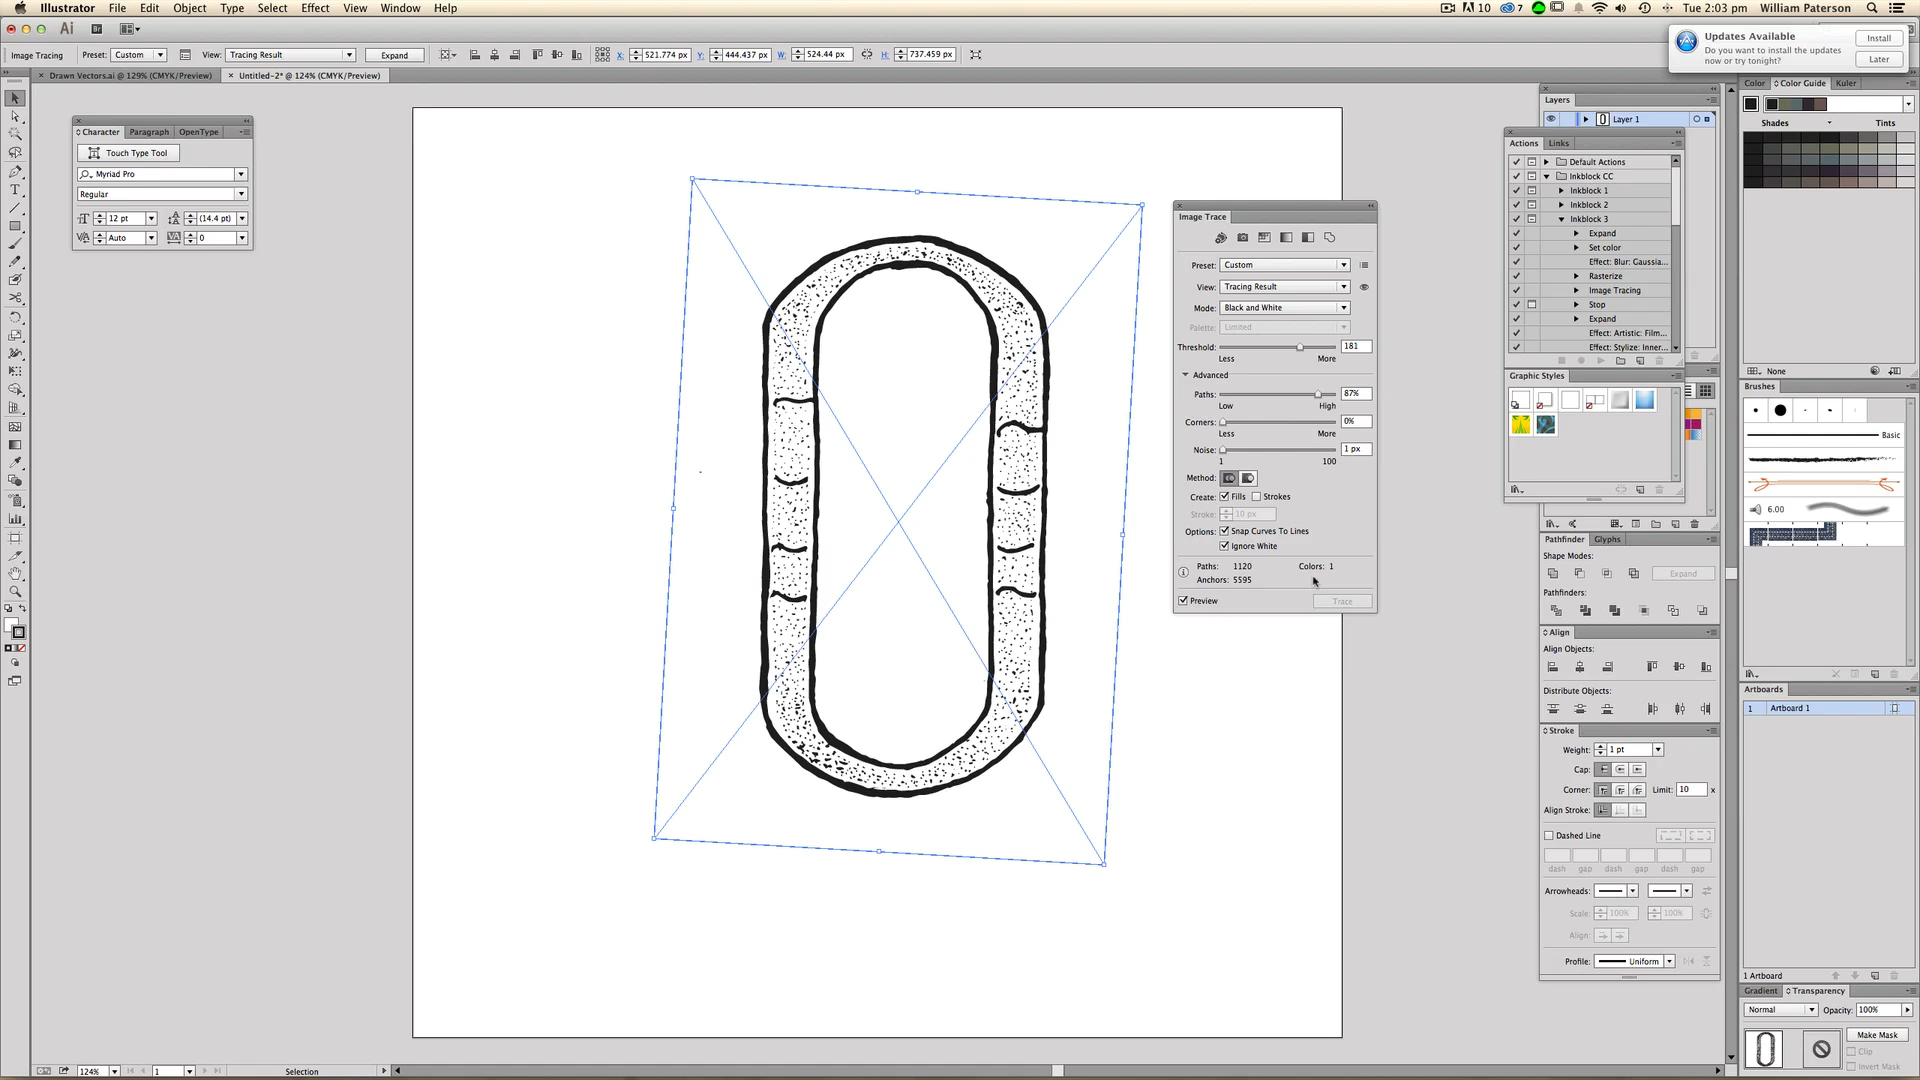 Illustrator File Edit Object Type Select Effect View Window Help
10 7 Tue 2:03 pm William Paterson
Ai Br
Updates Available
Do you want to install the updates
now or try tonight?
Install
Later
Image Tracing Preset: Custom View: Tracing Result Expand X: 521.774 px Y: 444.437 px W: 524.44 px H: 737.459 px
Drawn Vectors.ai @ 129% (CMYK/Preview) Untitled-2* @ 124% (CMYK/Preview)
Character Paragraph OpenType
Touch Type Tool
Myriad Pro
Regular
12 pt (14.4 pt)
Auto 0
Image Trace
Preset: Custom
View: Tracing Result
Mode: Black and White
Palette: Limited
Threshold: 181
Less More
Advanced
Paths: 87%
Low High
Corners: 0%
Less More
Noise: 1 px
1 100
Method:
Create: Fills Strokes
Stroke: 10 px
Options: Snap Curves To Lines
Ignore White
Paths: 1120 Colors: 1
Anchors: 5595
Preview Trace
Layers
Layer 1
Actions Links
Default Actions
Inkblock CC
Inkblock 1
Inkblock 2
Inkblock 3
Expand
Set color
Effect: Blur: Gaussia...
Rasterize
Image Tracing
Stop
Expand
Effect: Artistic: Film...
Effect: Stylize: Inner...
Graphic Styles
Pathfinder Glyphs
Shape Modes:
Expand
Pathfinders:
Align
Align Objects:
Distribute Objects:
Stroke
Weight: 1 pt
Cap:
Corner: Limit: 10 x
Align Stroke:
Dashed Line
dash gap dash gap dash gap
Arrowheads:
Scale: 100% 100%
Align:
Profile: Uniform
Color Color Guide Kuler
Shades Tints
None
Brushes
Basic
6.00
Artboards
1 Artboard 1
1 Artboard
Gradient Transparency
Normal Opacity: 100%
Make Mask
Clip
Invert Mask
124% 1 Selection